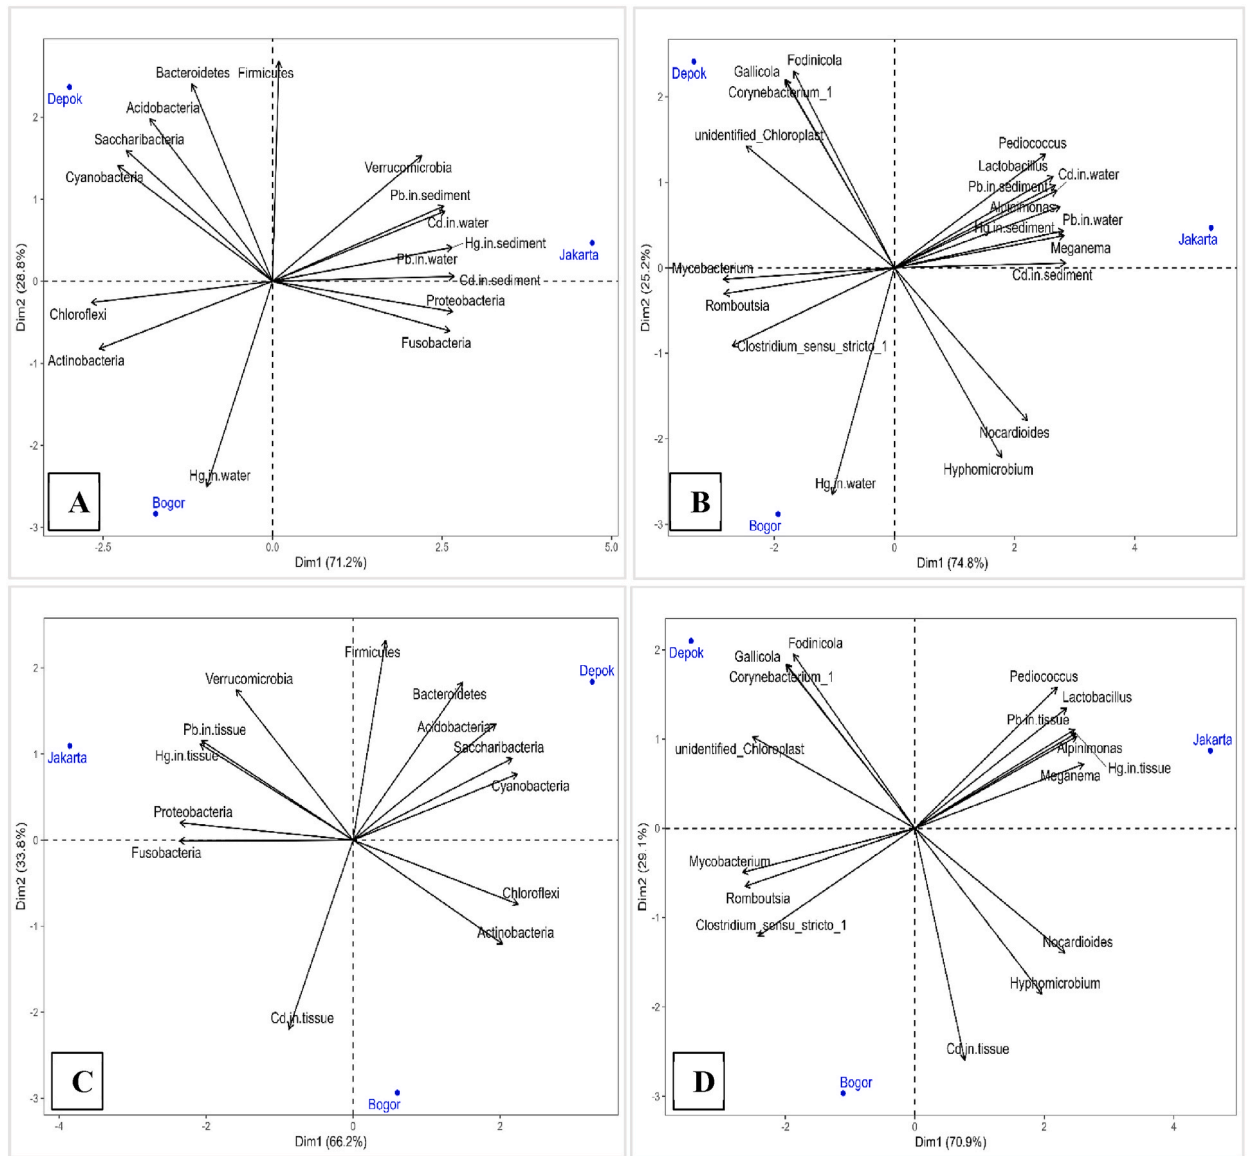 Bacteroidetes Firmicutes
Depok
Acidobacteria
Saccharibacteria
Cyanobacteria
Verrucomicrobia
Pb.in.sediment
Cd.in.water
Hg.in.sediment
Pb.in.water
Jakarta
Cd.in.sediment
Proteobacteria
Chloroflexi
Fusobacteria
Actinobacteria
Hg.in.water
Bogor
A
2
1
0
-1
-2
-3
Dim2 (28.8%)
-2.5 0.0 2.5 5.0
Dim1 (71.2%)
Fodinicola
Depok
Gallicola
Corynebacterium_1
unidentified_Chloroplast
Pediococcus
Lactobacillus
Cd.in.water
Pb.in.sediment
Alpinimonas
Pb.in.water
Hg.in.sediment
Jakarta
Meganema
Mycobacterium
Cd.in.sediment
Romboutsia
Clostridium_sensu_stricto_1
Nocardioides
Hyphomicrobium
Hg.in.water
Bogor
B
2
1
0
-1
-2
-3
Dim2 (25.2%)
-2 0 2 4
Dim1 (74.8%)
Firmicutes
Depok
Verrucomicrobia
Bacteroidetes
Pb.in.tissue
Acidobacteria
Hg.in.tissue
Saccharibacteria
Jakarta
Cyanobacteria
Proteobacteria
Fusobacteria
Chloroflexi
Actinobacteria
Cd.in.tissue
Bogor
C
2
1
0
-1
-2
-3
Dim2 (33.8%)
-4 -2 0 2
Dim1 (66.2%)
Fodinicola
Depok
Gallicola
Corynebacterium_1
Pediococcus
Lactobacillus
Pb.in.tissue
unidentified_Chloroplast
Alpinimonas
Jakarta
Hg.in.tissue
Meganema
Mycobacterium
Romboutsia
Clostridium_sensu_stricto_1
Nocardioides
Hyphomicrobium
Cd.in.tissue
Bogor
D
2
1
0
-1
-2
-3
Dim2 (29.1%)
-2 0 2 4
Dim1 (70.9%)